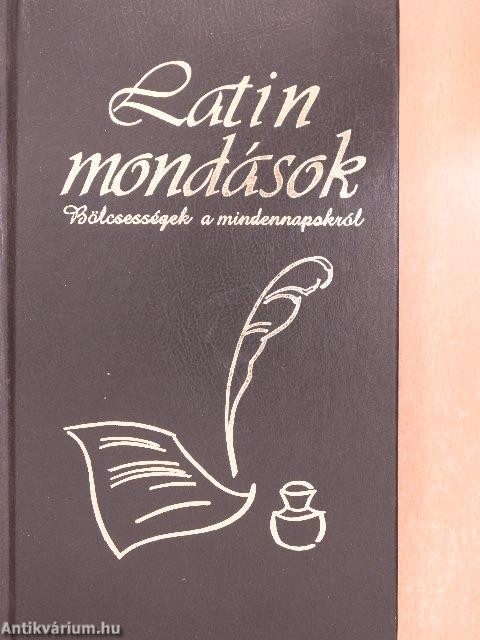 Latin
mondások
Bölcsességek a mindennapokról
Antikvárium.hu